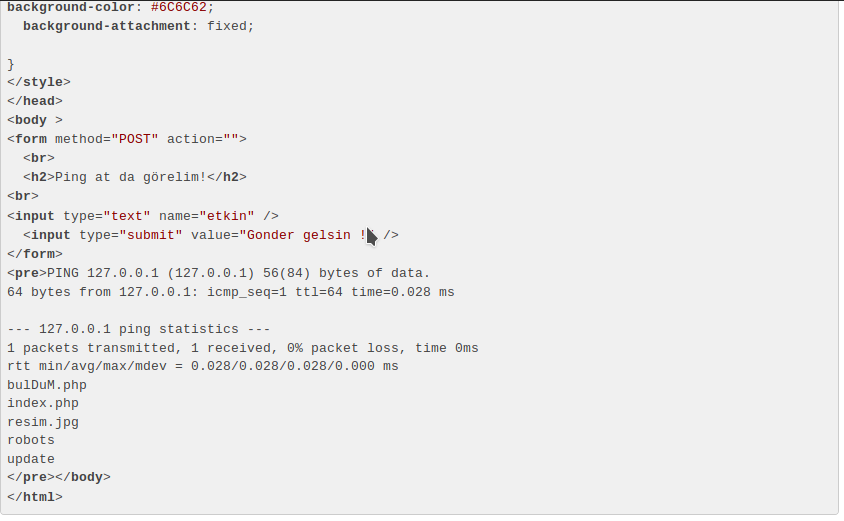 background-color: #6C6C62;
background-attachment: fixed;
}
</style>
</head>
<body >
<form method="POST" action="">
<br>
<h2>Ping at da görelim!</h2>
<br>
<input type="text" name="etkin" />
<input type="submit" value="Gonder gelsin ! />
</form>
<pre>PING 127.0.0.1 (127.0.0.1) 56(84) bytes of data.
64 bytes from 127.0.0.1: icmp_seq=1 ttl=64 time=0.028 ms
--- 127.0.0.1 ping statistics ---
1 packets transmitted, 1 received, 0% packet loss, time 0ms
rtt min/avg/max/mdev = 0.028/0.028/0.028/0.000 ms
bulDuM.php
index.php
resim.jpg
robots
update
</pre></body>
</html>